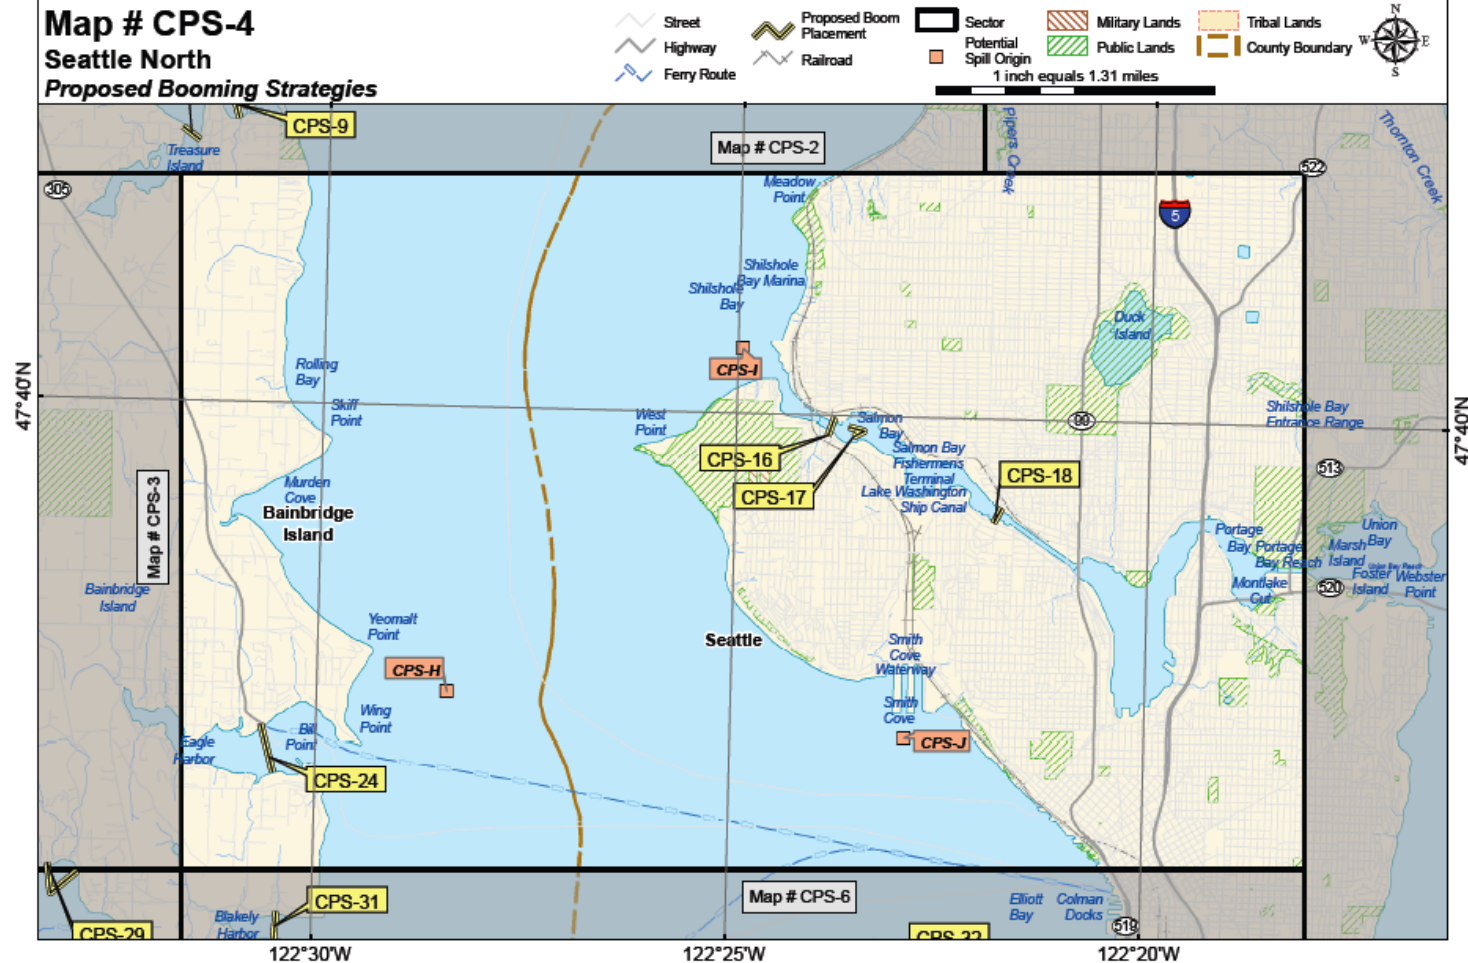 Map # CPS-4
Seattle North
Proposed Booming Strategies
Street
Highway
Ferry Route
Proposed Boom
Placement
Railroad
Sector
Potential
Spill Origin
Military Lands
Public Lands
Tribal Lands
County Boundary
1 inch equals 1.31 miles
N
W
E
S
CPS-9
Treasure
Island
Map # CPS-2
Pipers Creek
Thornton Creek
522
305
Meadow
Point
5
Shilshole
Bay Marina
Shilshole
Bay
Duck
Island
CPS-I
Rolling
Bay
47°40'N
Skiff
Point
West
Point
Salmon
Bay
99
Shilshole Bay
Entrance Range
47°40'N
CPS-16
Salmon Bay
Fishermens
Terminal
CPS-18
513
CPS-17
Lake Washington
Ship Canal
Map # CPS-3
Murden
Cove
Bainbridge
Island
Portage
Bay
Portage
Bay Reach
Union
Bay
Marsh
Island
Union Bay Reach
Foster
Island
Webster
Point
Montlake
Cut
520
Bainbridge
Island
Yeomalt
Point
Seattle
Smith
Cove
Waterway
CPS-H
Wing
Point
Smith
Cove
Bill
Point
Eagle
Harbor
CPS-J
CPS-24
CPS-31
Map # CPS-6
Blakely
Harbor
Elliott
Bay
Colman
Docks
519
CPS-29
122°30'W
122°25'W
122°20'W